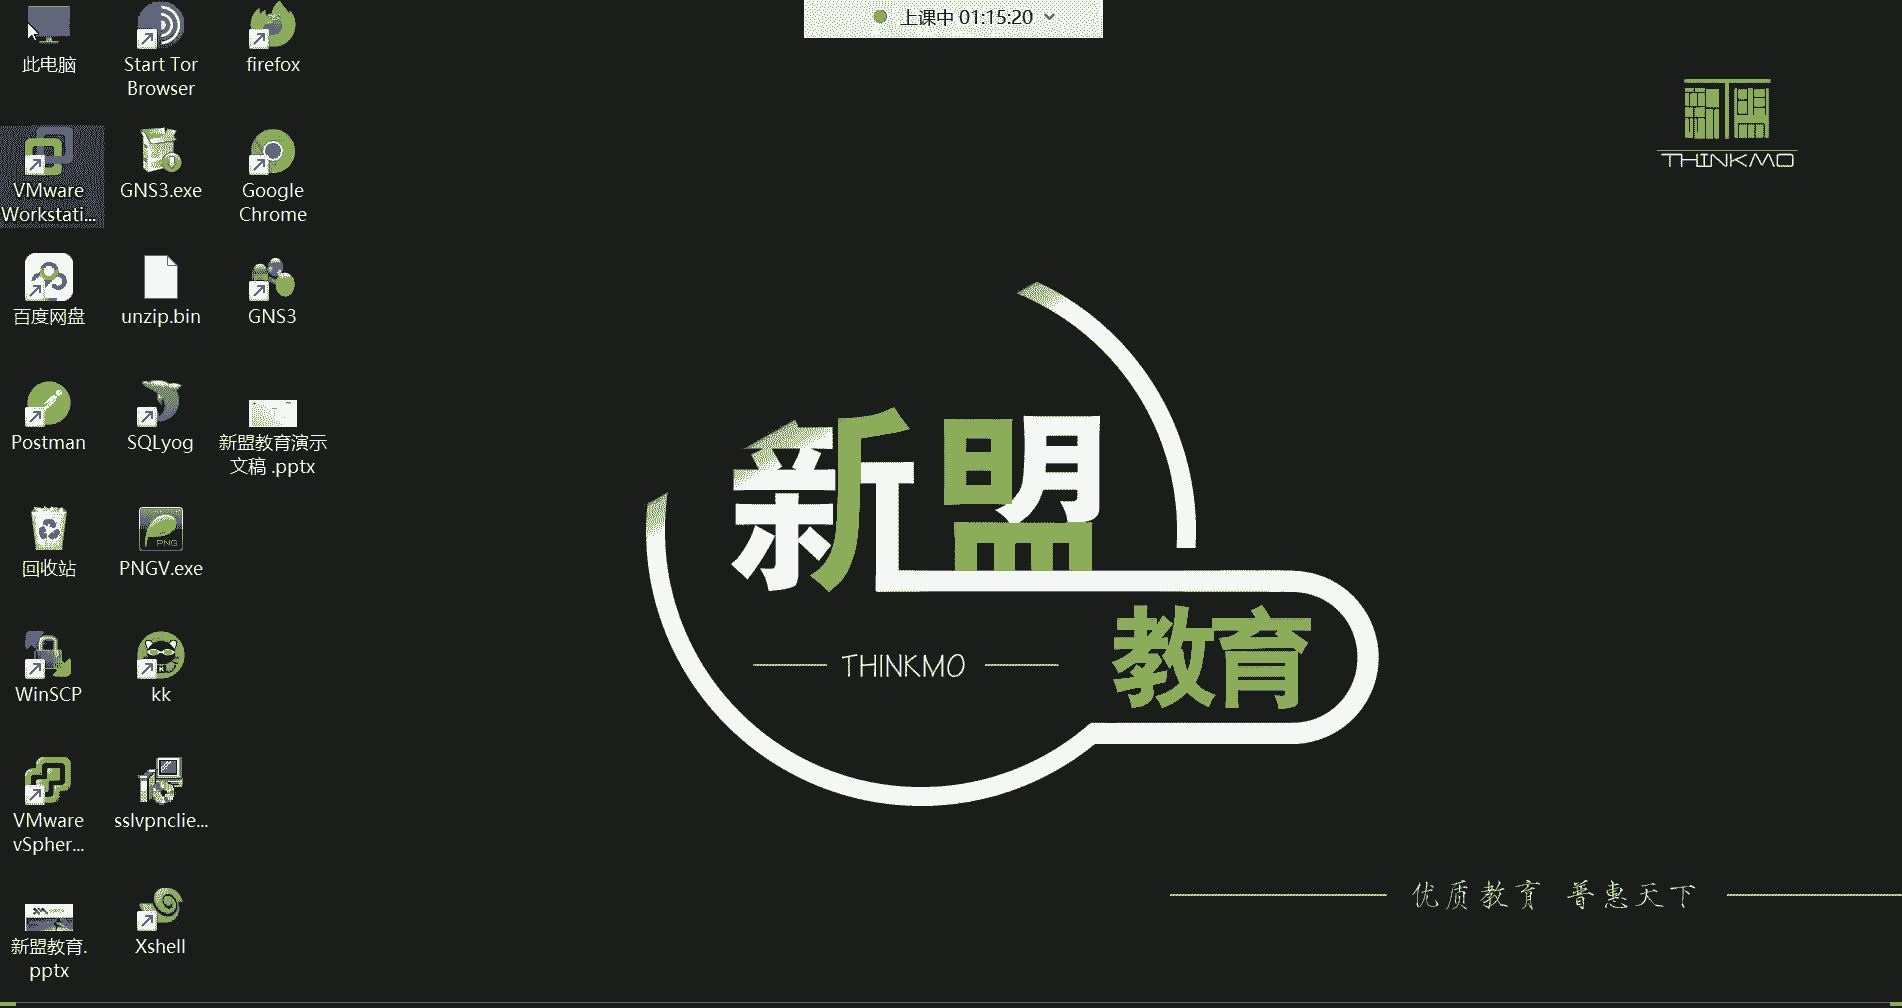 上课中 01:15:20
此电脑
Start Tor
Browser
firefox
THINKMO
VMware
Workstati...
GNS3.exe
Google
Chrome
百度网盘
unzip.bin
GNS3
Postman
SQLyog
新盟教育演示
文稿 .pptx
回收站
PNG
PNGV.exe
WinSCP
kk
VMware
vSpher...
sslvpnclie...
新盟教育.
pptx
Xshell
新盟
教育
THINKMO
优质教育 普惠天下